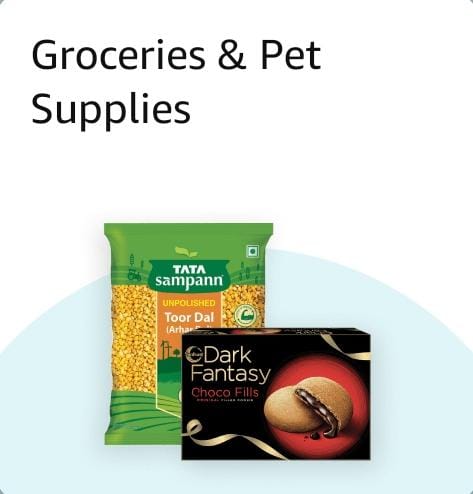 Groceries & Pet
Supplies
TATA
sampann
UNPOLISHED
Toor Dal
Dark
Fantasy
Choco Fills